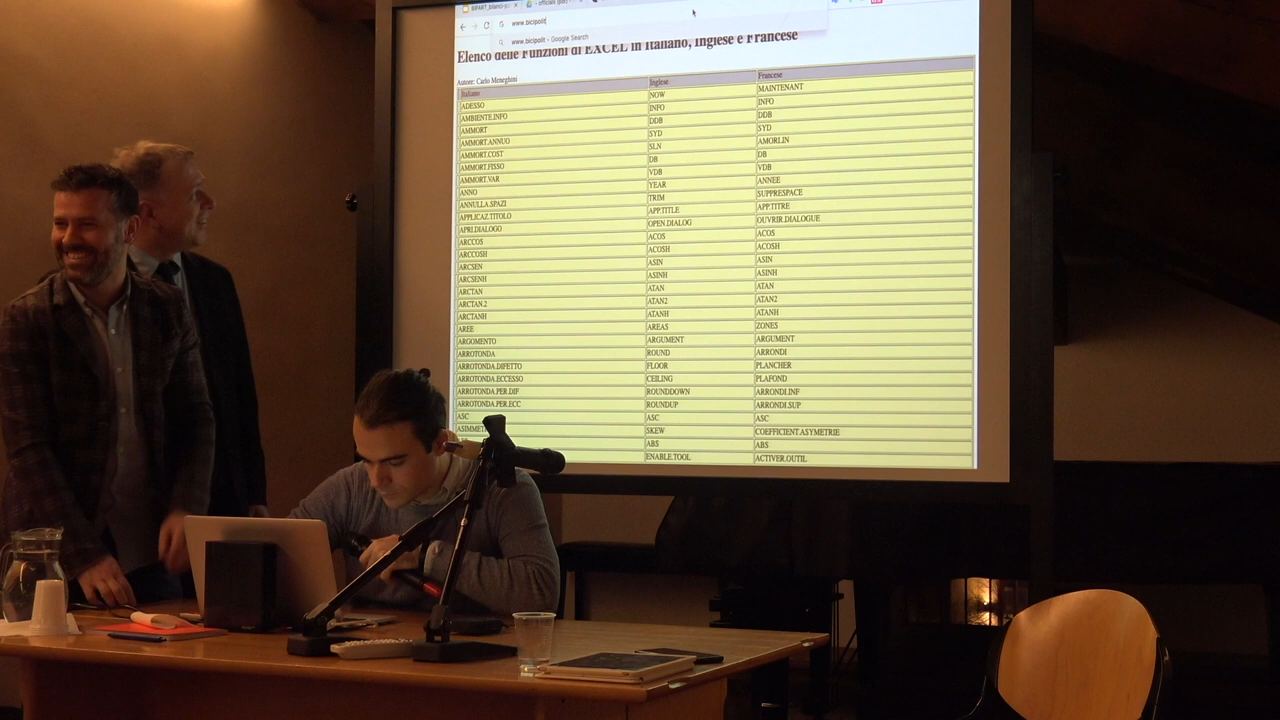 www.bicipolit
www.bicipolit - Google Search
Elenco delle Funzioni di EXCEL in Italiano, Inglese e Francese
Autore: Carlo Meneghini
Italiano Inglese Francese
ADESSO NOW MAINTENANT
AMBIENTE.INFO INFO INFO
AMMORT DDB DDB
AMMORT.ANNUO SYD SYD
AMMORT.COST SLN AMORLIN
AMMORT.FISSO DB DB
AMMORT.VAR VDB VDB
ANNO YEAR ANNEE
ANNULLA.SPAZI TRIM SUPPRESPACE
APPLICAZ.TITOLO APP.TITLE APP.TITRE
APRI.DIALOGO OPEN.DIALOG OUVRIR.DIALOGUE
ARCCOS ACOS ACOS
ARCCOSH ACOSH ACOSH
ARCSEN ASIN ASIN
ARCSENH ASINH ASINH
ARCTAN ATAN ATAN
ARCTAN.2 ATAN2 ATAN2
ARCTANH ATANH ATANH
AREE AREAS ZONES
ARGOMENTO ARGUMENT ARGUMENT
ARROTONDA ROUND ARRONDI
ARROTONDA.DIFETTO FLOOR PLANCHER
ARROTONDA.ECCESSO CEILING PLAFOND
ARROTONDA.PER.DIF ROUNDDOWN ARRONDI.INF
ARROTONDA.PER.ECC ROUNDUP ARRONDI.SUP
ASC ASC ASC
SKEW COEFFICIENT.ASYMETRIE
ABS ABS
ENABLE.TOOL ACTIVER.OUTIL